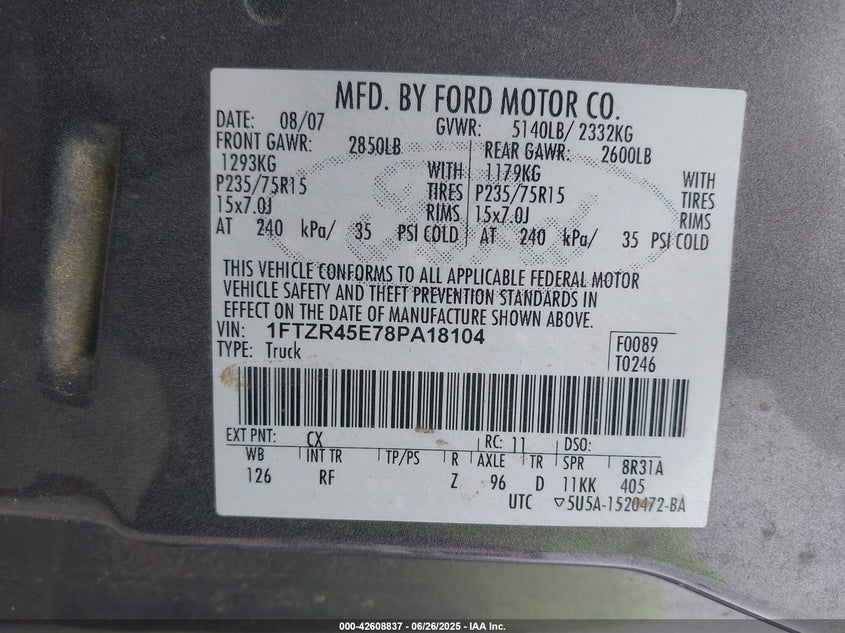 MFD. BY FORD MOTOR CO.
DATE: 08/07 GVWR: 5140LB/ 2332KG
FRONT GAWR: 2850LB REAR GAWR: 2600LB
1293KG WITH 1179KG WITH
P235/75R15 TIRES P235/75R15 TIRES
15x7.0J RIMS 15x7.0J RIMS
AT 240 kPa/ 35 PSI COLD AT 240 kPa/ 35 PSI COLD
THIS VEHICLE CONFORMS TO ALL APPLICABLE FEDERAL MOTOR
VEHICLE SAFETY AND THEFT PREVENTION STANDARDS IN
EFFECT ON THE DATE OF MANUFACTURE SHOWN ABOVE.
VIN: 1FTZR45E78PA18104
TYPE: Truck
F0089
T0246
EXT PNT: CX RC: 11 DSO:
WB INT TR TP/PS R AXLE TR SPR 8R31A
126 RF Z 96 D 11KK 405
UTC ▽5U5A-1520472-BA
000-42608837 - 06/26/2025 - IAA Inc.